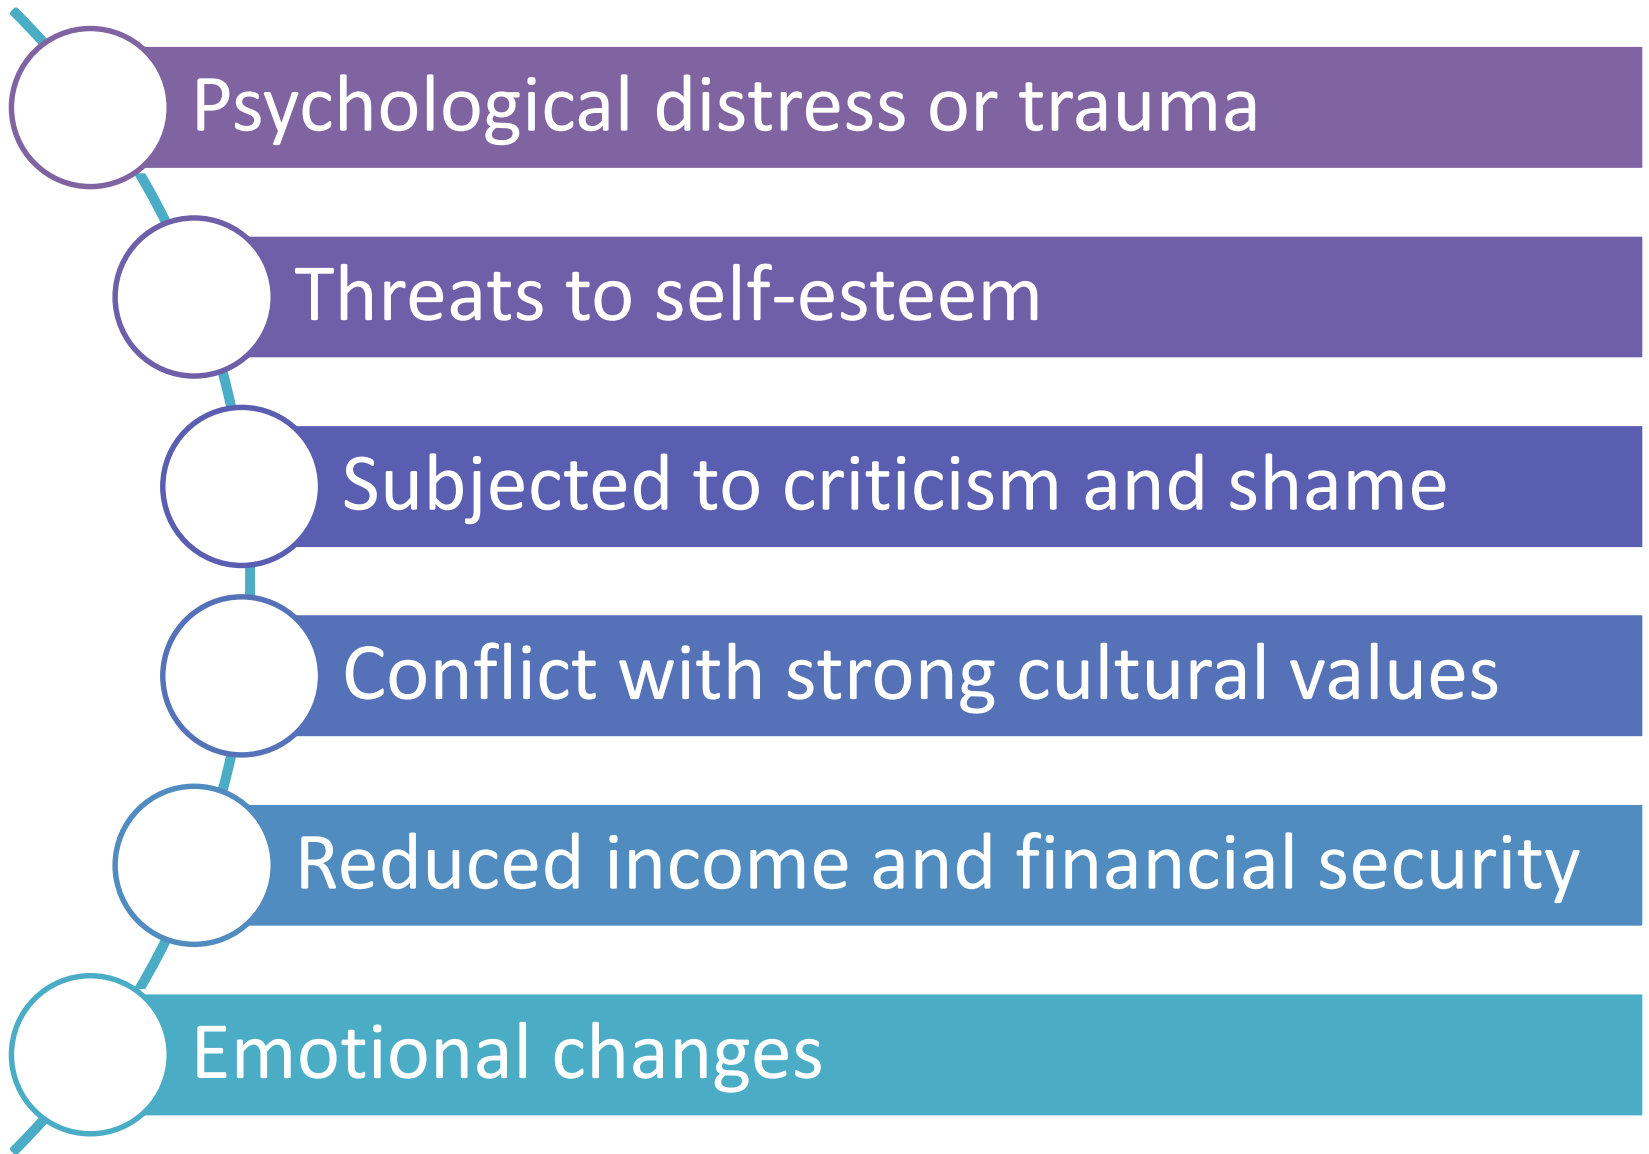 Psychological distress or trauma
Threats to self-esteem
Subjected to criticism and shame
Conflict with strong cultural values
Reduced income and financial security
Emotional changes